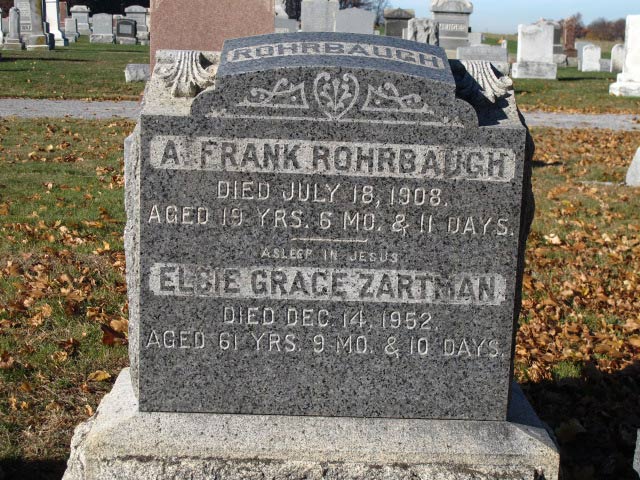 ROHRBAUGH
A. FRANK ROHRBAUGH
DIED JULY 18, 1908.
AGED 19 YRS. 6 MO. & 11 DAYS.
ASLEEP IN JESUS
ELSIE GRACE ZARTMAN
DIED DEC 14, 1952.
AGED 61 YRS. 9 MO. & 10 DAYS.